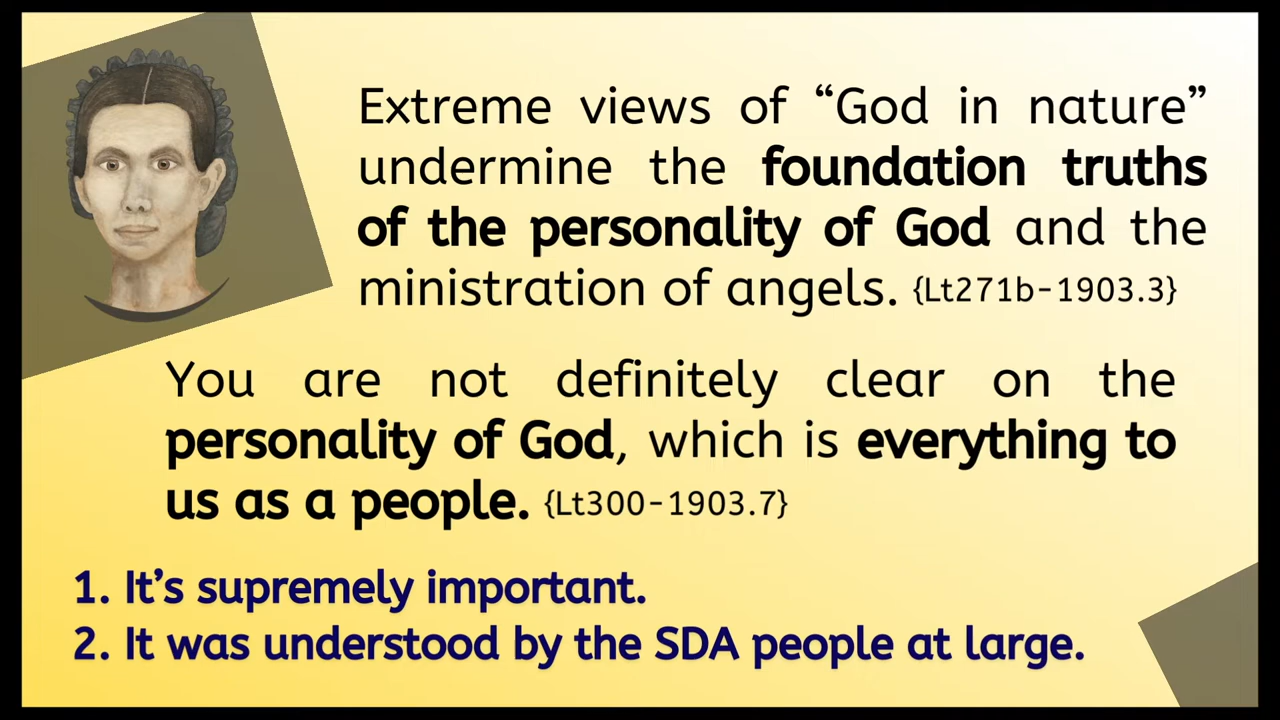 Extreme views of “God in nature”
undermine the foundation truths
of the personality of God and the
ministration of angels. {Lt271b-1903.3}
You are not definitely clear on the
personality of God, which is everything to
us as a people. {Lt300-1903.7}
1. It’s supremely important.
2. It was understood by the SDA people at large.